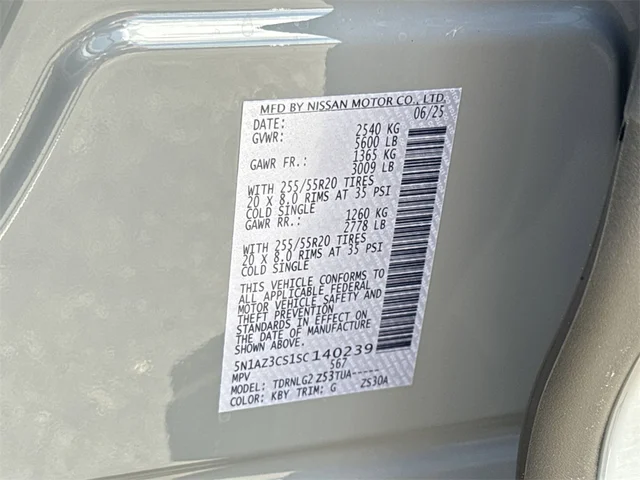 MFD BY NISSAN MOTOR CO., LTD.
DATE: 06/25
GVWR: 2540 KG
5600 LB
GAWR FR.: 1365 KG
3009 LB
WITH 255/55R20 TIRES
20 X 8.0 RIMS AT 35 PSI
COLD SINGLE
GAWR RR.: 1260 KG
2778 LB
WITH 255/55R20 TIRES
20 X 8.0 RIMS AT 35 PSI
COLD SINGLE
THIS VEHICLE CONFORMS TO
ALL APPLICABLE FEDERAL
MOTOR VEHICLE SAFETY AND
THEFT PREVENTION
STANDARDS IN EFFECT ON
THE DATE OF MANUFACTURE
5N1AZ3CS1SC140239
MPV 567
MODEL: TDRNLG2 Z53TUA-----
COLOR: KBY TRIM: G ZS30A